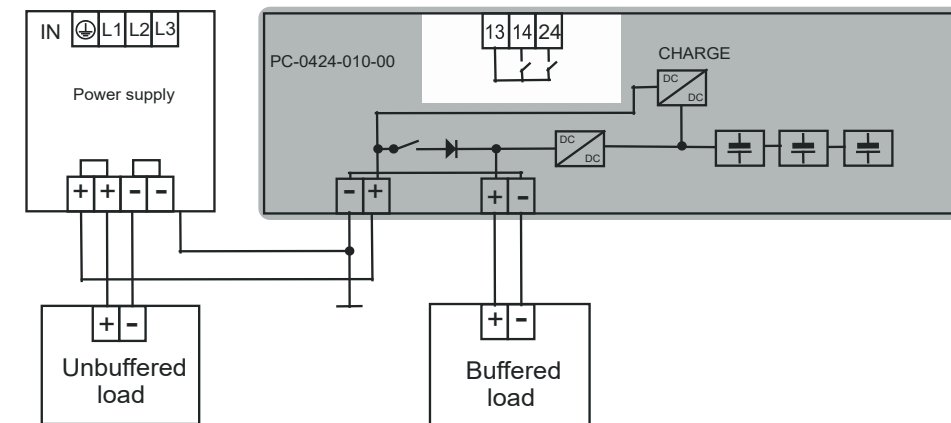 IN L1 L2 L3
13 14 24
PC-0424-010-00
CHARGE
DC
DC
Power supply
DC
DC
+ + - -
- +
+ -
+ -
+ -
Unbuffered
load
Buffered
load